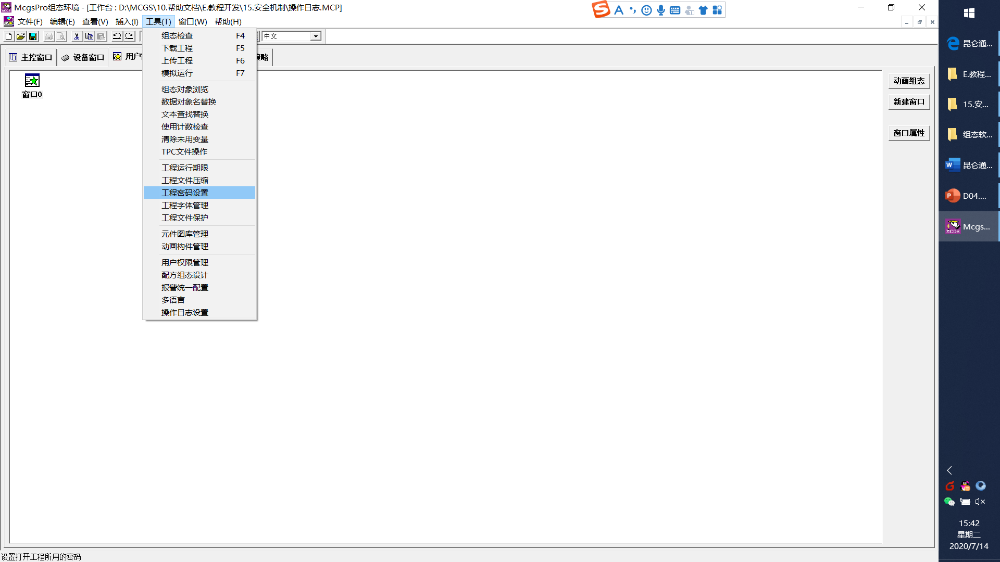 McgsPro组态环境 - [工作台 : D:\MCGS\10.帮助文档\E.教程开发\15.安全机制\操作日志.MCP]
文件(F) 编辑(E) 查看(V) 插入(I) 工具(T) 窗口(W) 帮助(H)
中文
主控窗口 设备窗口 用户 策略
窗口0
组态检查 F4
下载工程 F5
上传工程 F6
模拟运行 F7
组态对象浏览
数据对象名替换
文本查找替换
使用计数检查
清除未用变量
TPC文件操作
工程运行期限
工程文件压缩
工程密码设置
工程字体管理
工程文件保护
元件图库管理
动画构件管理
用户权限管理
配方组态设计
报警统一配置
多语言
操作日志设置
动画组态
新建窗口
窗口属性
设置打开工程所用的密码
昆仑通...
E.教程...
15.安...
组态软...
昆仑通...
D04....
Mcgs...
15:42
星期二
2020/7/14